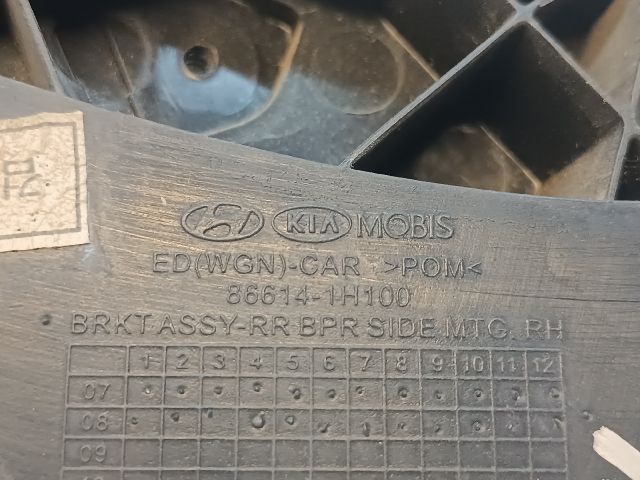 품
KIA MOBIS
ED(WGN)-CAR >POM<
86614-1H100
BRKT ASSY-RR BPR SIDE MTG. RH
1 2 3 4 5 6 7 8 9 10 11 12
07
08
09